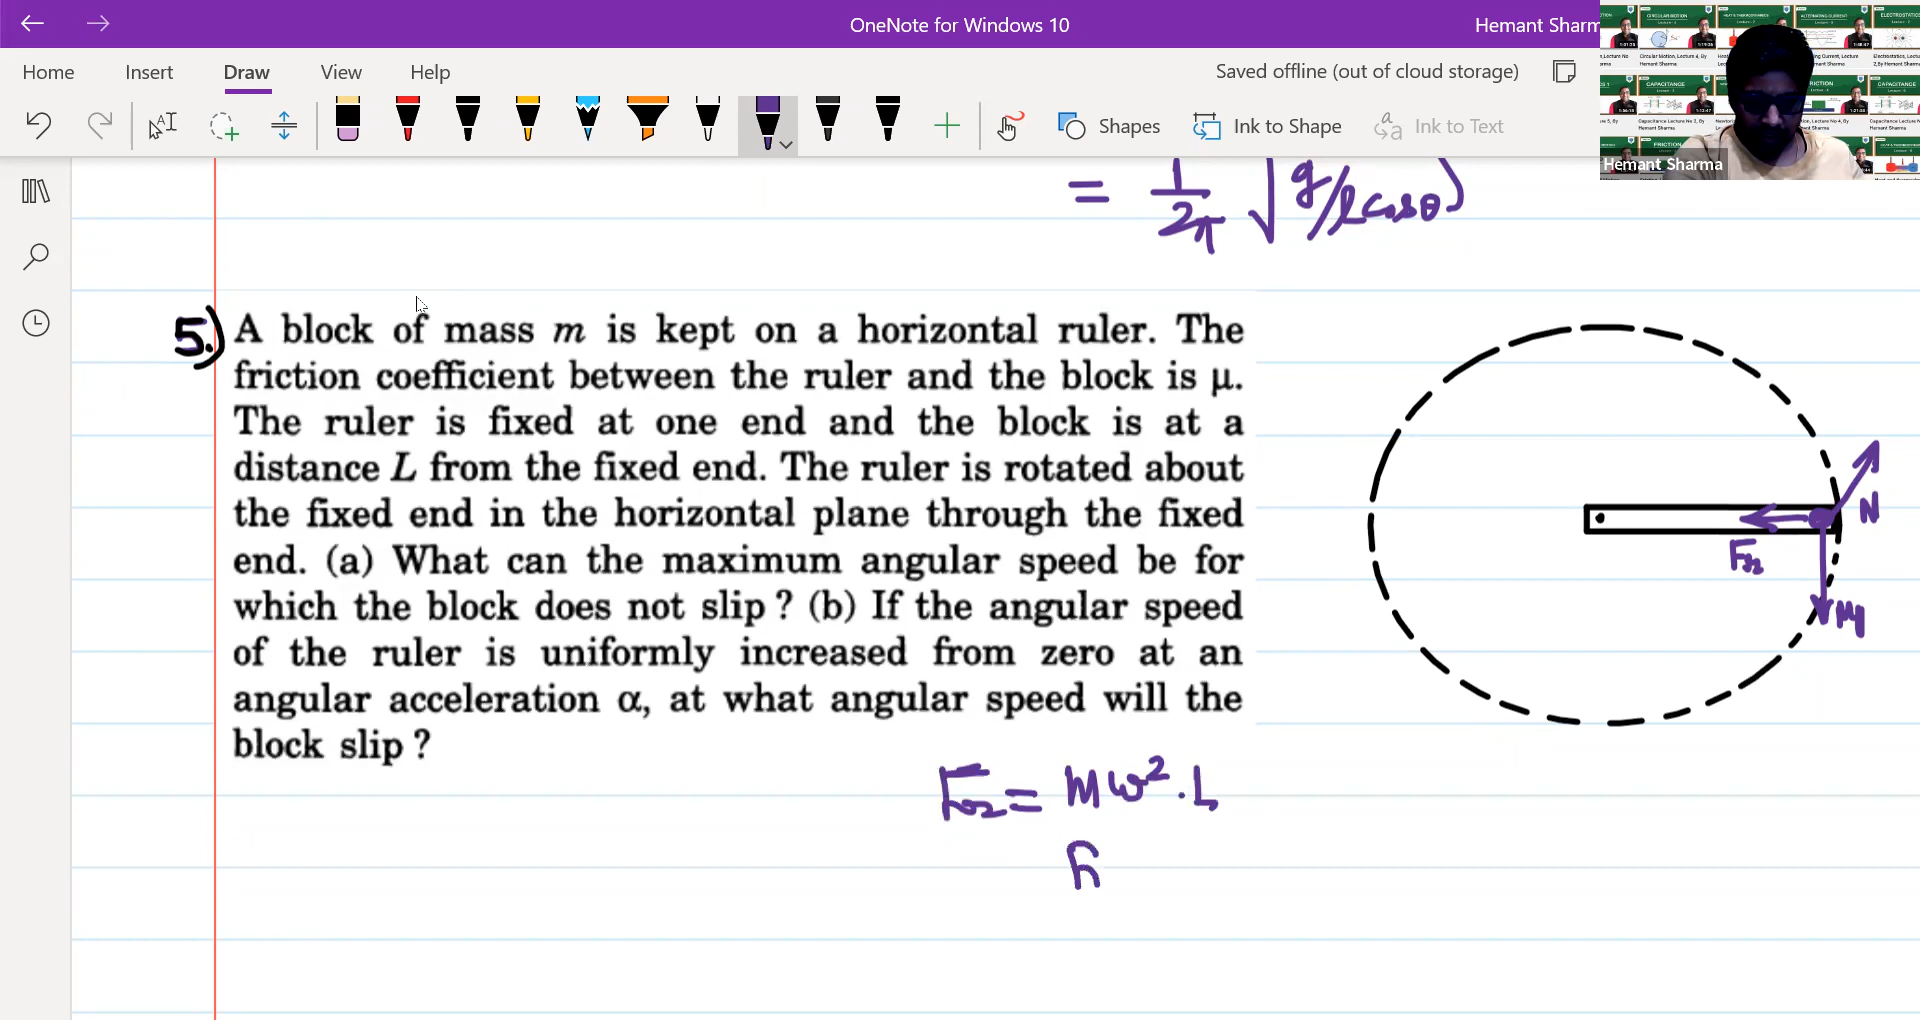 OneNote for Windows 10
Hemant Sharm
Home Insert Draw View Help
Saved offline (out of cloud storage)
Shapes Ink to Shape Ink to Text
Hemant Sharma
= 1/2π √(g/l cosθ)
5.) A block of mass m is kept on a horizontal ruler. The
friction coefficient between the ruler and the block is μ.
The ruler is fixed at one end and the block is at a
distance L from the fixed end. The ruler is rotated about
the fixed end in the horizontal plane through the fixed
end. (a) What can the maximum angular speed be for
which the block does not slip ? (b) If the angular speed
of the ruler is uniformly increased from zero at an
angular acceleration α, at what angular speed will the
block slip ?
N
Mg
= Mω².L